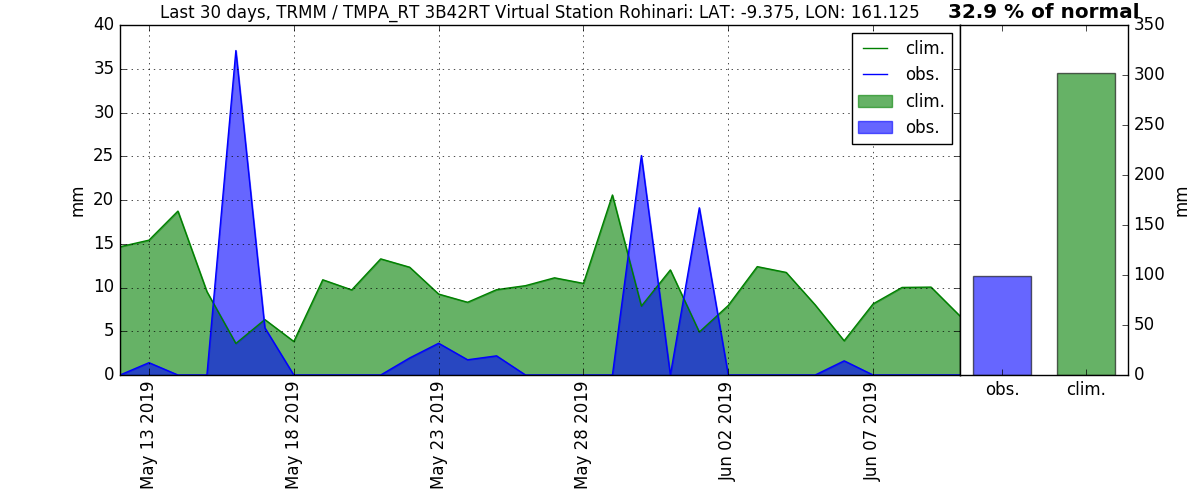 Last 30 days, TRMM / TMPA_RT 3B42RT Virtual Station Rohinari: LAT: -9.375, LON: 161.125
32.9 % of normal
40
35
30
25
20
15
10
5
0
mm
clim.
obs.
clim.
obs.
May 13 2019
May 18 2019
May 23 2019
May 28 2019
Jun 02 2019
Jun 07 2019
350
300
250
200
150
100
50
0
mm
obs.
clim.